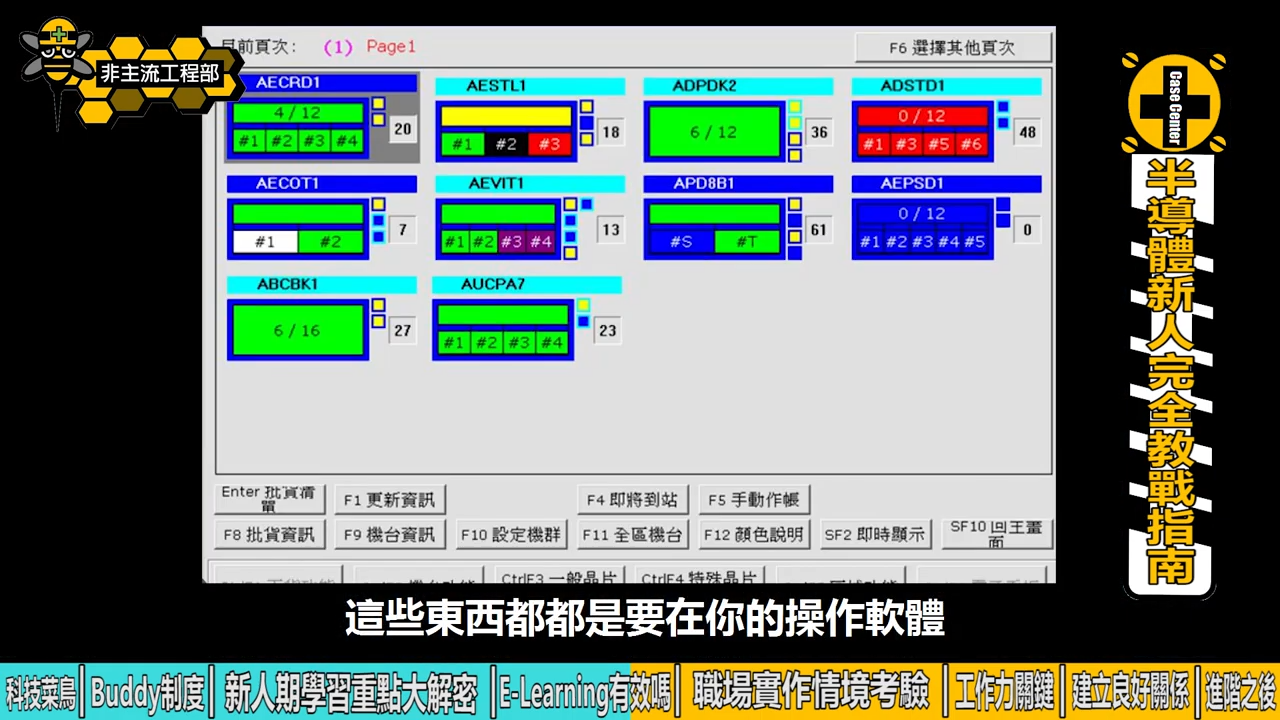 非主流工程部
目前頁次: (1) Page1
F6 選擇其他頁次
AECRD1
4 / 12
#1 #2 #3 #4
20
AESTL1
#1 #2 #3
18
ADPDK2
6 / 12
36
ADSTD1
0 / 12
#1 #3 #5 #6
48
AECOT1
#1 #2
7
AEVIT1
#1 #2 #3 #4
13
APD8B1
#S #T
61
AEPSD1
0 / 12
#1 #2 #3 #4 #5
0
ABCBK1
6 / 16
27
AUCPA7
#1 #2 #3 #4
23
Enter 批貨清單
F1 更新資訊
F4 即將到站
F5 手動作帳
F8 批貨資訊
F9 機台資訊
F10 設定機群
F11 全區機台
F12 顏色說明
SF2 即時顯示
SF10 回主畫面
CtrlF3 一般晶片
CtrlF4 特殊晶片
Case Center
半導體新人完全教戰指南
這些東西都都是要在你的操作軟體
科技菜鳥 Buddy制度 新人期學習重點大解密 E-Learning有效嗎 職場實作情境考驗 工作力關鍵 建立良好關係 進階之後